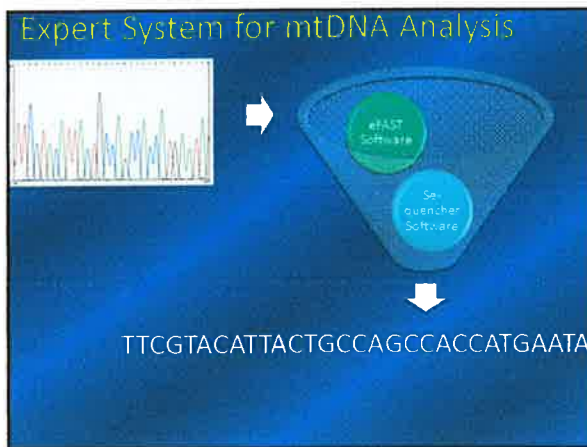 Expert System for mtDNA Analysis
eFAST
Software
Se-
quencher
Software
TTCGTACATTACTGCCAGCCACCATGAATA